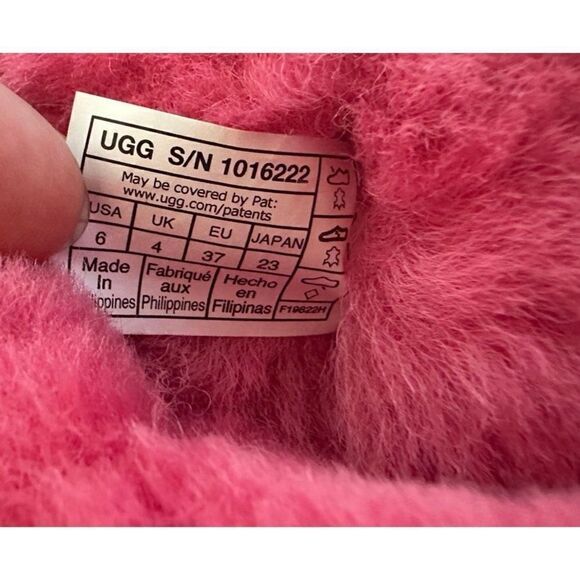 UGG S/N 1016222
May be covered by Pat:
www.ugg.com/patents
USA UK EU JAPAN
6 4 37 23
Made Fabriqué Hecho
In aux en
Philippines Filipinas F19622H